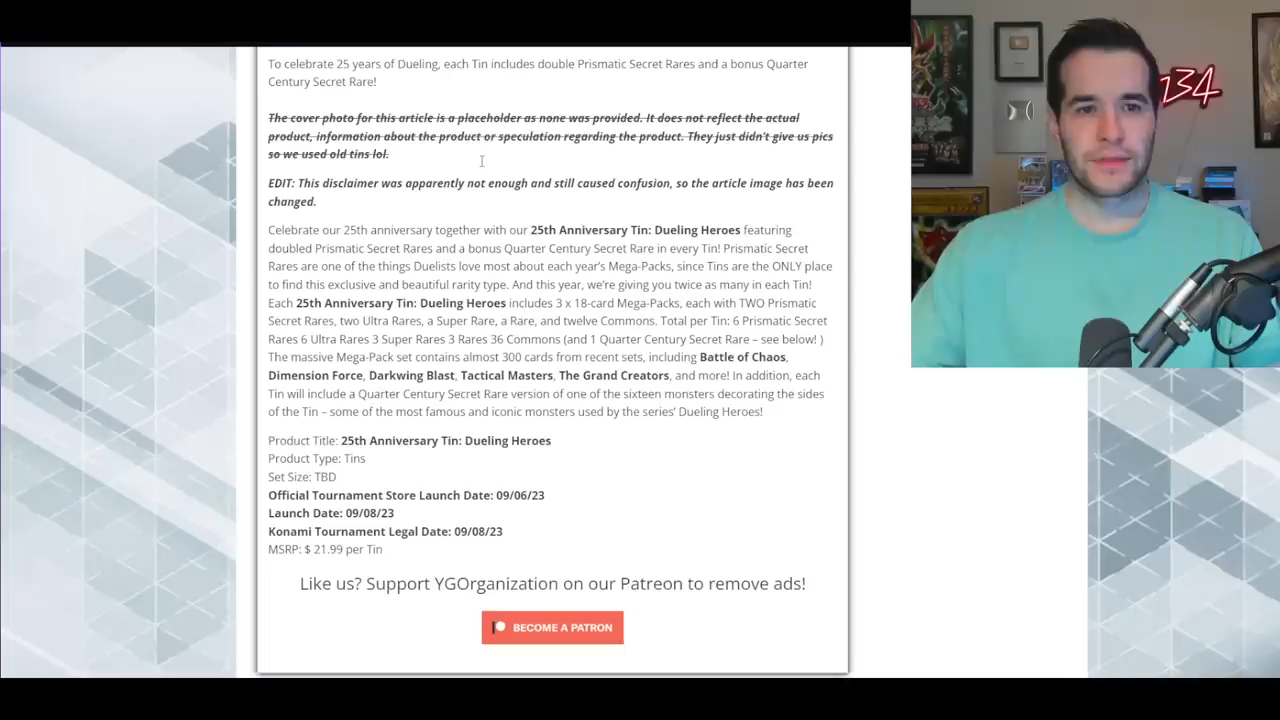 To celebrate 25 years of Dueling, each Tin includes double Prismatic Secret Rares and a bonus Quarter
Century Secret Rare!
The cover photo for this article is a placeholder as none was provided. It does not reflect the actual
product, information about the product or speculation regarding the product. They just didn't give us pics
so we used old tins lol.
EDIT: This disclaimer was apparently not enough and still caused confusion, so the article image has been
changed.
Celebrate our 25th anniversary together with our 25th Anniversary Tin: Dueling Heroes featuring
doubled Prismatic Secret Rares and a bonus Quarter Century Secret Rare in every Tin! Prismatic Secret
Rares are one of the things Duelists love most about each year's Mega-Packs, since Tins are the ONLY place
to find this exclusive and beautiful rarity type. And this year, we're giving you twice as many in each Tin!
Each 25th Anniversary Tin: Dueling Heroes includes 3 x 18-card Mega-Packs, each with TWO Prismatic
Secret Rares, two Ultra Rares, a Super Rare, a Rare, and twelve Commons. Total per Tin: 6 Prismatic Secret
Rares 6 Ultra Rares 3 Super Rares 3 Rares 36 Commons (and 1 Quarter Century Secret Rare – see below! )
The massive Mega-Pack set contains almost 300 cards from recent sets, including Battle of Chaos,
Dimension Force, Darkwing Blast, Tactical Masters, The Grand Creators, and more! In addition, each
Tin will include a Quarter Century Secret Rare version of one of the sixteen monsters decorating the sides
of the Tin – some of the most famous and iconic monsters used by the series' Dueling Heroes!
Product Title: 25th Anniversary Tin: Dueling Heroes
Product Type: Tins
Set Size: TBD
Official Tournament Store Launch Date: 09/06/23
Launch Date: 09/08/23
Konami Tournament Legal Date: 09/08/23
MSRP: $ 21.99 per Tin
Like us? Support YGOrganization on our Patreon to remove ads!
BECOME A PATRON
134